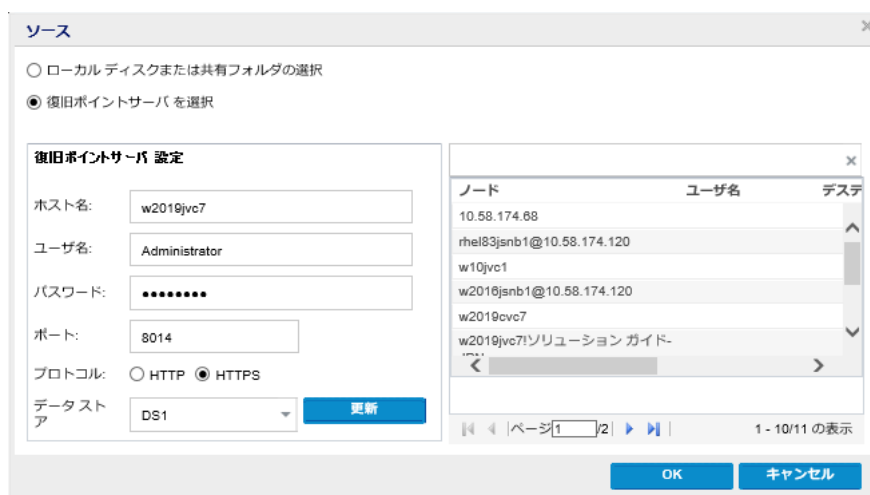 ソース
ローカル ディスクまたは共有フォルダの選択
復旧ポイントサーバ を選択
復旧ポイントサーバ 設定
ホスト名: w2019jvc7
ユーザ名: Administrator
パスワード: ●●●●●●●●
ポート: 8014
プロトコル: HTTP HTTPS
データ スト
ア
DS1
更新
ノード ユーザ名 デステ
10.58.174.68
rhel83jsnb1@10.58.174.120
w10jvc1
w2016jsnb1@10.58.174.120
w2019cvc7
w2019jvc7!ソリューション ガイド-
ページ 1 /2
1 - 10/11 の表示
OK キャンセル